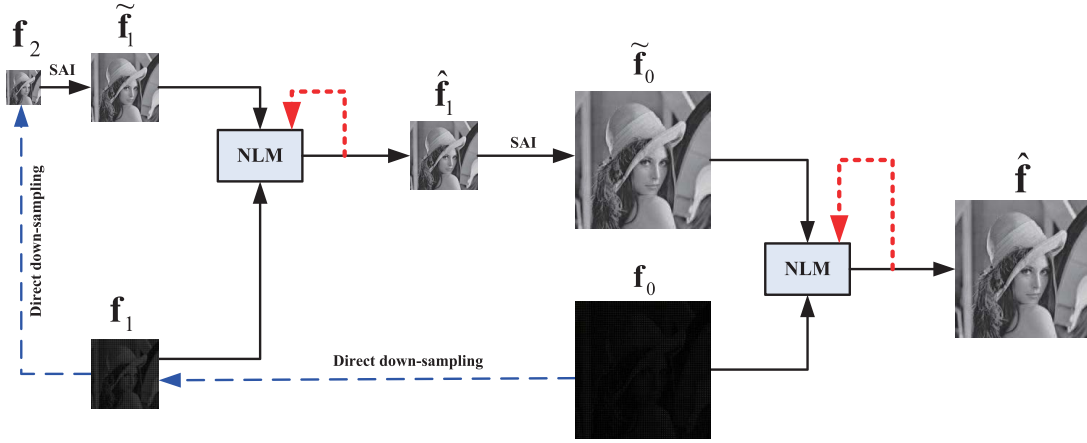 f₂
f̃₁
SAI
NLM
f̂₁
SAI
f̃₀
NLM
f̂
Direct down-sampling
f₁
Direct down-sampling
f₀